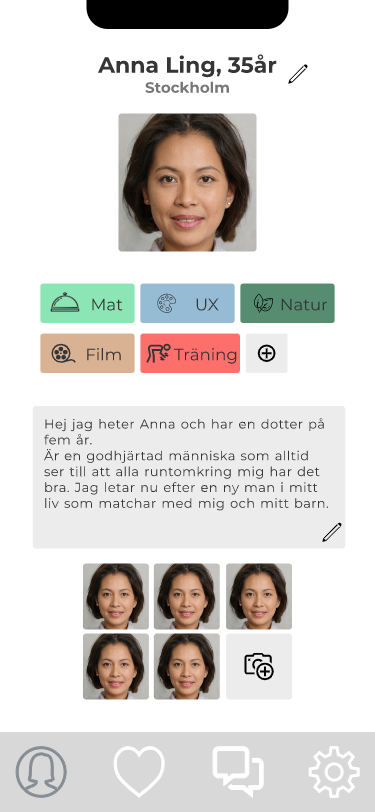 Anna Ling, 35år
Stockholm
Mat
UX
Natur
Film
Träning
Hej jag heter Anna och har en dotter på
fem år.
Är en godhjärtad människa som alltid
ser till att alla runtomkring mig har det
bra. Jag letar nu efter en ny man i mitt
liv som matchar med mig och mitt barn.